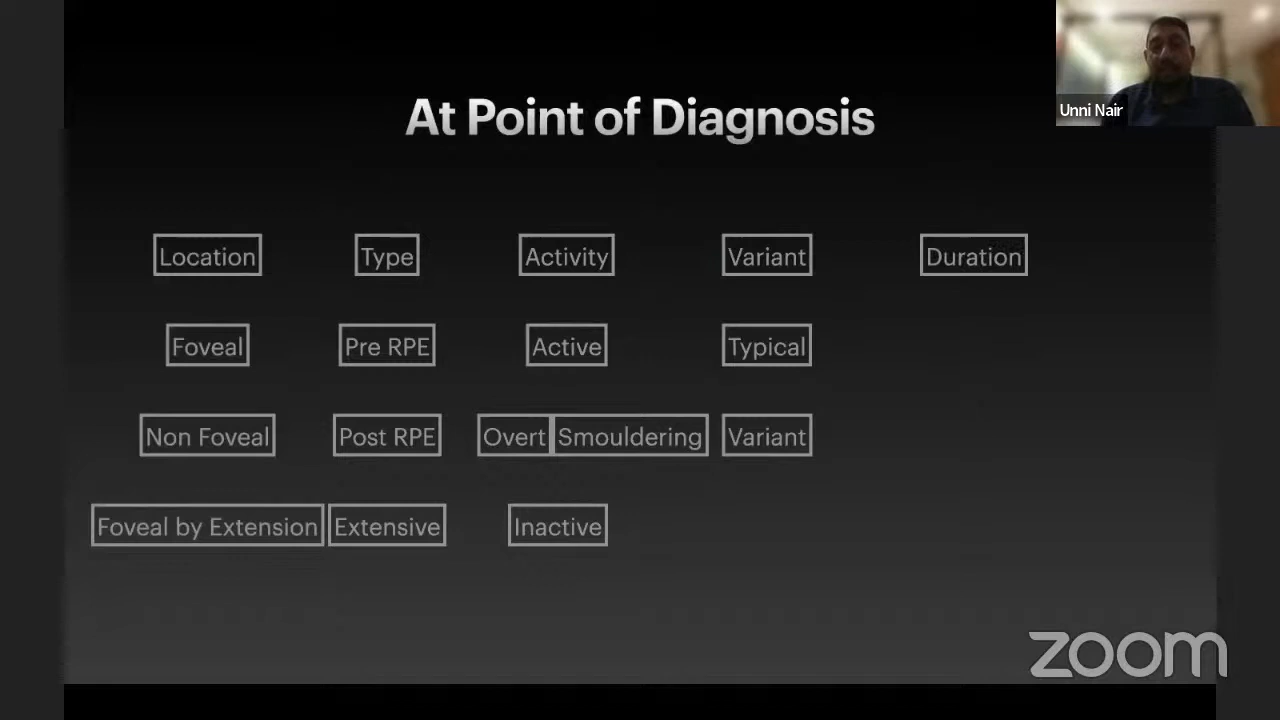 At Point of Diagnosis
Unni Nair
Location Type Activity Variant Duration
Foveal Pre RPE Active Typical
Non Foveal Post RPE Overt Smouldering Variant
Foveal by Extension Extensive Inactive
zoom